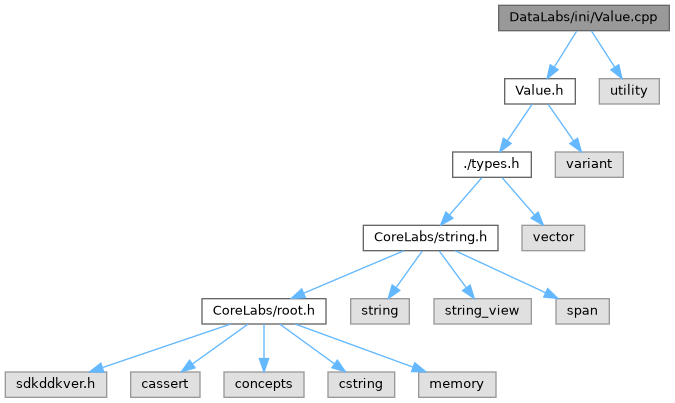 DataLabs/ini/Value.cpp
Value.h
utility
./types.h
variant
CoreLabs/string.h
vector
CoreLabs/root.h
string
string_view
span
sdkddkver.h
cassert
concepts
cstring
memory